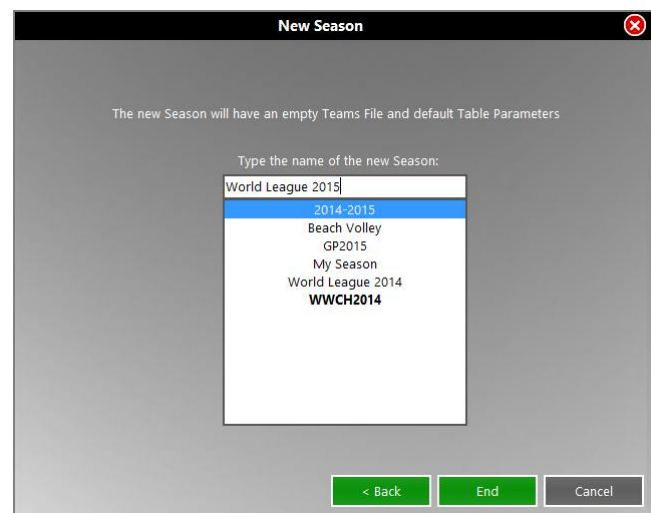 New Season
The new Season will have an empty Teams File and default Table Parameters
Type the name of the new Season:
World League 2015
2014-2015
Beach Volley
GP2015
My Season
World League 2014
WWCH2014
< Back
End
Cancel